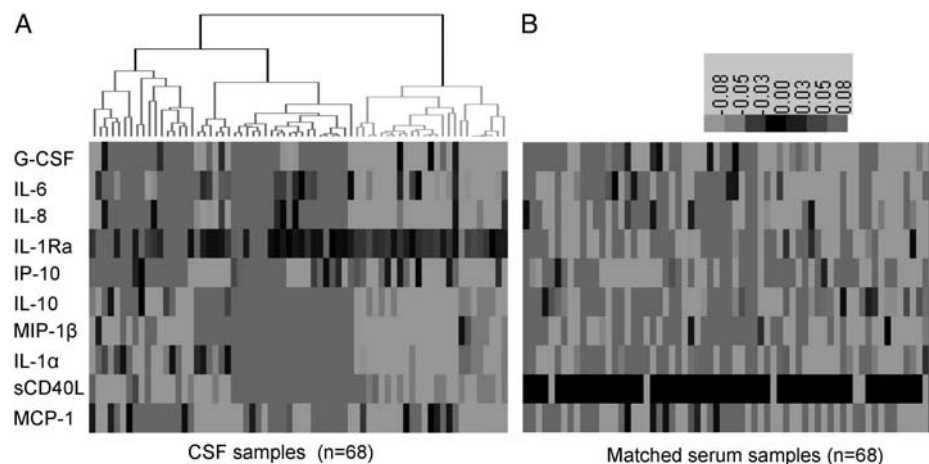 A
B
-0.08
-0.05
-0.03
0.00
0.03
0.05
0.08
G-CSF
IL-6
IL-8
IL-1Ra
IP-10
IL-10
MIP-1β
IL-1α
sCD40L
MCP-1
CSF samples (n=68)
Matched serum samples (n=68)